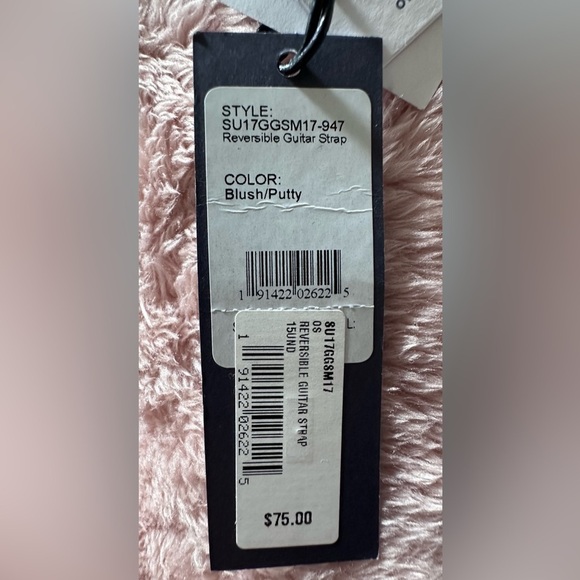 STYLE:
SU17GGSM17-947
Reversible Guitar Strap
COLOR:
Blush/Putty
1 91422 02622 5
SU17GGSM17
OS
REVERSIBLE GUITAR STRAP
15UND
1 91422 02622 5
$75.00